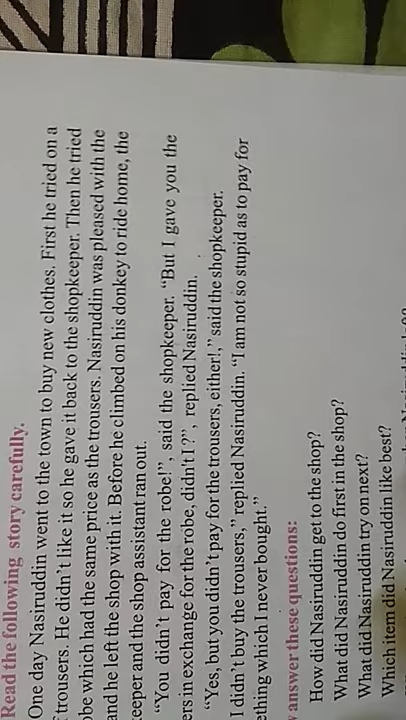 Read the following story carefully.
One day Nasiruddin went to the town to buy new clothes. First he tried on a
trousers. He didn't like it so he gave it back to the shopkeeper. Then he tried
obe which had the same price as the trousers. Nasiruddin was pleased with the
and he left the shop with it. Before he climbed on his donkey to ride home, the
eeper and the shop assistant ran out.
"You didn't pay for the robe!", said the shopkeeper. "But I gave you the
ers in exchange for the robe, didn't I?", replied Nasiruddin.
"Yes, but you didn't pay for the trousers, either!," said the shopkeeper.
I didn't buy the trousers," replied Nasiruddin. "I am not so stupid as to pay for
ething which I never bought."
answer these questions:
How did Nasiruddin get to the shop?
What did Nasiruddin do first in the shop?
What did Nasiruddin try on next?
Which item did Nasiruddin like best?